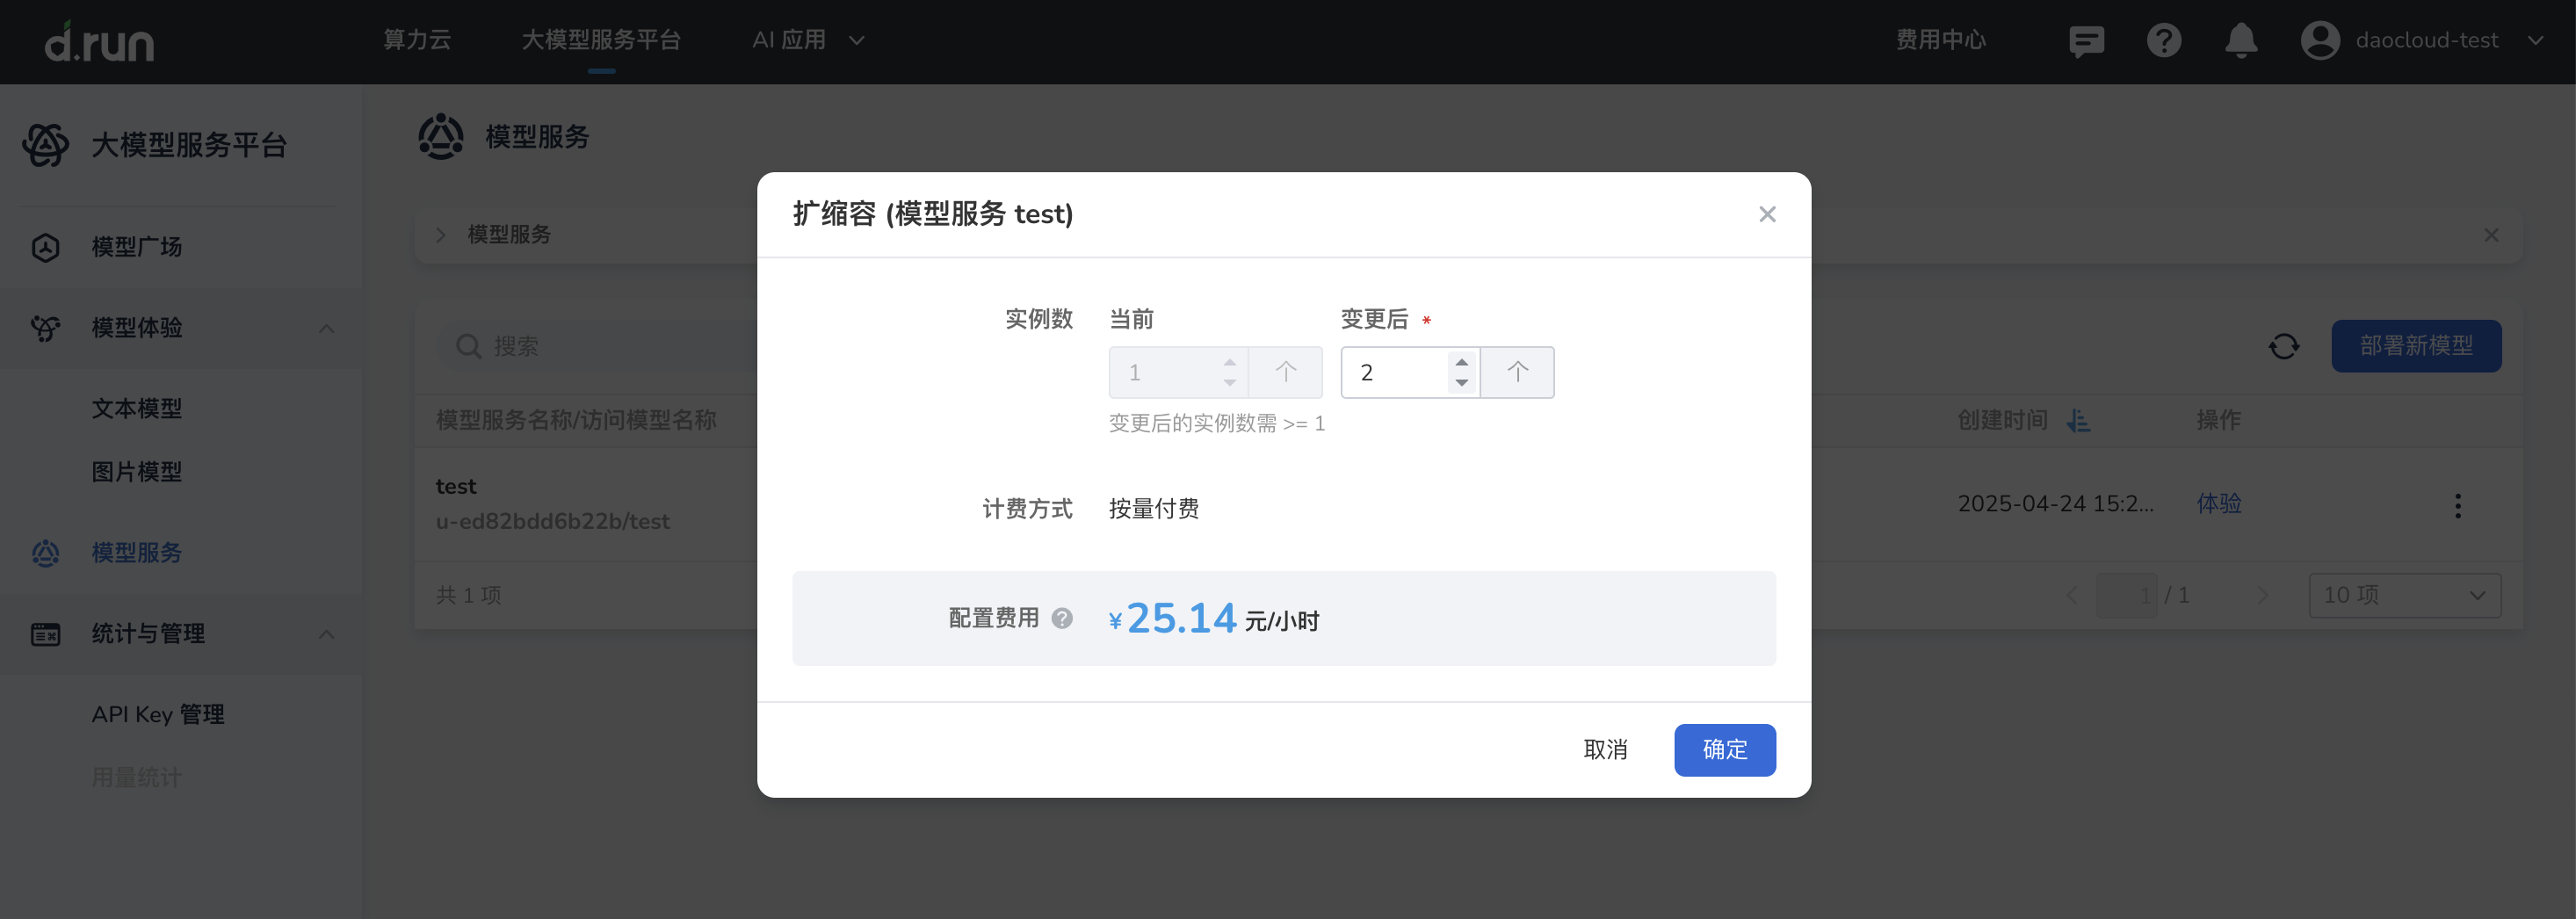 d.run
算力云
大模型服务平台
AI 应用
费用中心
daocloud-test
大模型服务平台
模型广场
模型体验
文本模型
图片模型
模型服务
统计与管理
API Key 管理
用量统计
模型服务
模型服务
搜索
部署新模型
模型服务名称/访问模型名称
创建时间
操作
test
u-ed82bdd6b22b/test
2025-04-24 15:2...
体验
共 1 项
1 / 1
10 项
扩缩容 (模型服务 test)
实例数
当前
变更后 *
1 个
2 个
变更后的实例数需 >= 1
计费方式
按量付费
配置费用
¥25.14 元/小时
取消
确定